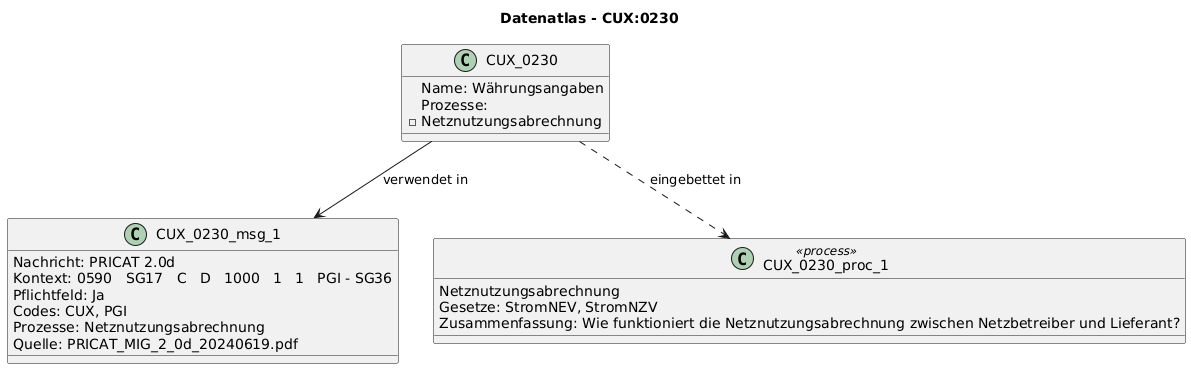 Datenatlas - CUX:0230
C CUX_0230
Name: Währungsangaben
Prozesse:
Netznutzungsabrechnung
verwendet in
eingebettet in
C CUX_0230_msg_1
Nachricht: PRICAT 2.0d
Kontext: 0590 SG17 C D 1000 1 1 PGI - SG36
Pflichtfeld: Ja
Codes: CUX, PGI
Prozesse: Netznutzungsabrechnung
Quelle: PRICAT_MIG_2_0d_20240619.pdf
«process»
C CUX_0230_proc_1
Netznutzungsabrechnung
Gesetze: StromNEV, StromNZV
Zusammenfassung: Wie funktioniert die Netznutzungsabrechnung zwischen Netzbetreiber und Lieferant?